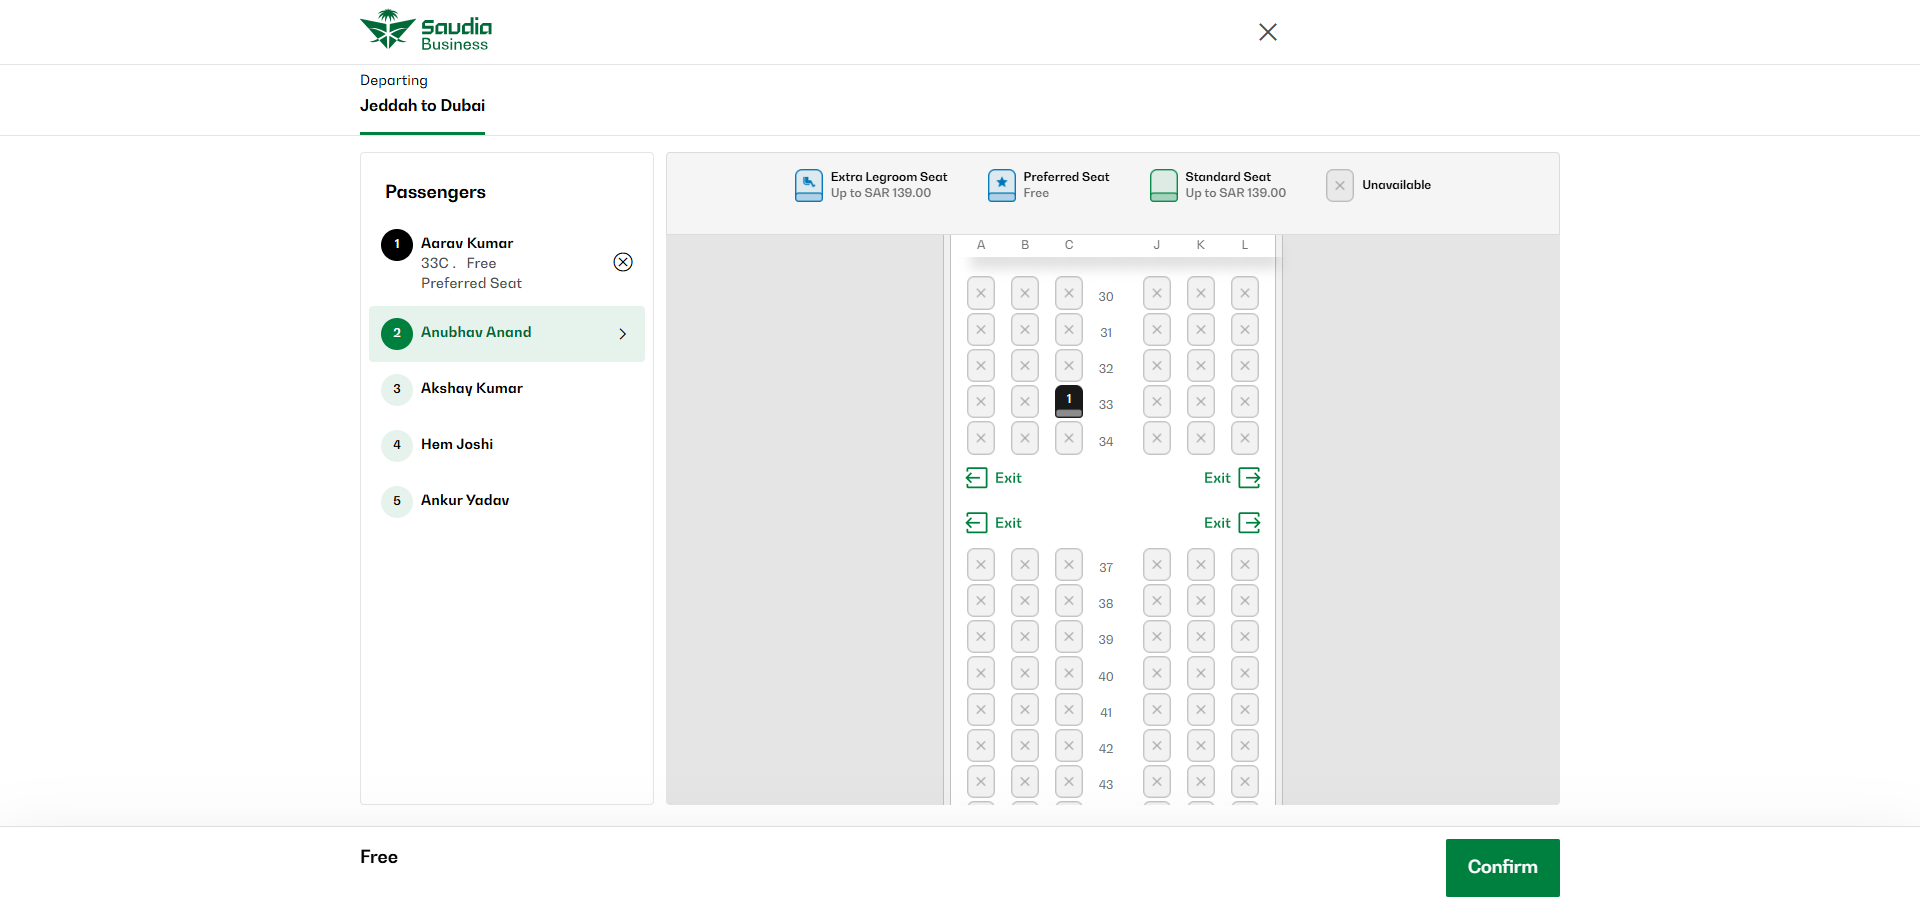 Saudia
Business
Departing
Jeddah to Dubai
Passengers
1 Aarav Kumar
33C . Free
Preferred Seat
2 Anubhav Anand
3 Akshay Kumar
4 Hem Joshi
5 Ankur Yadav
Extra Legroom Seat
Up to SAR 139.00
Preferred Seat
Free
Standard Seat
Up to SAR 139.00
Unavailable
A B C J K L
30
31
32
1 33
34
Exit Exit
Exit Exit
37
38
39
40
41
42
43
Free
Confirm